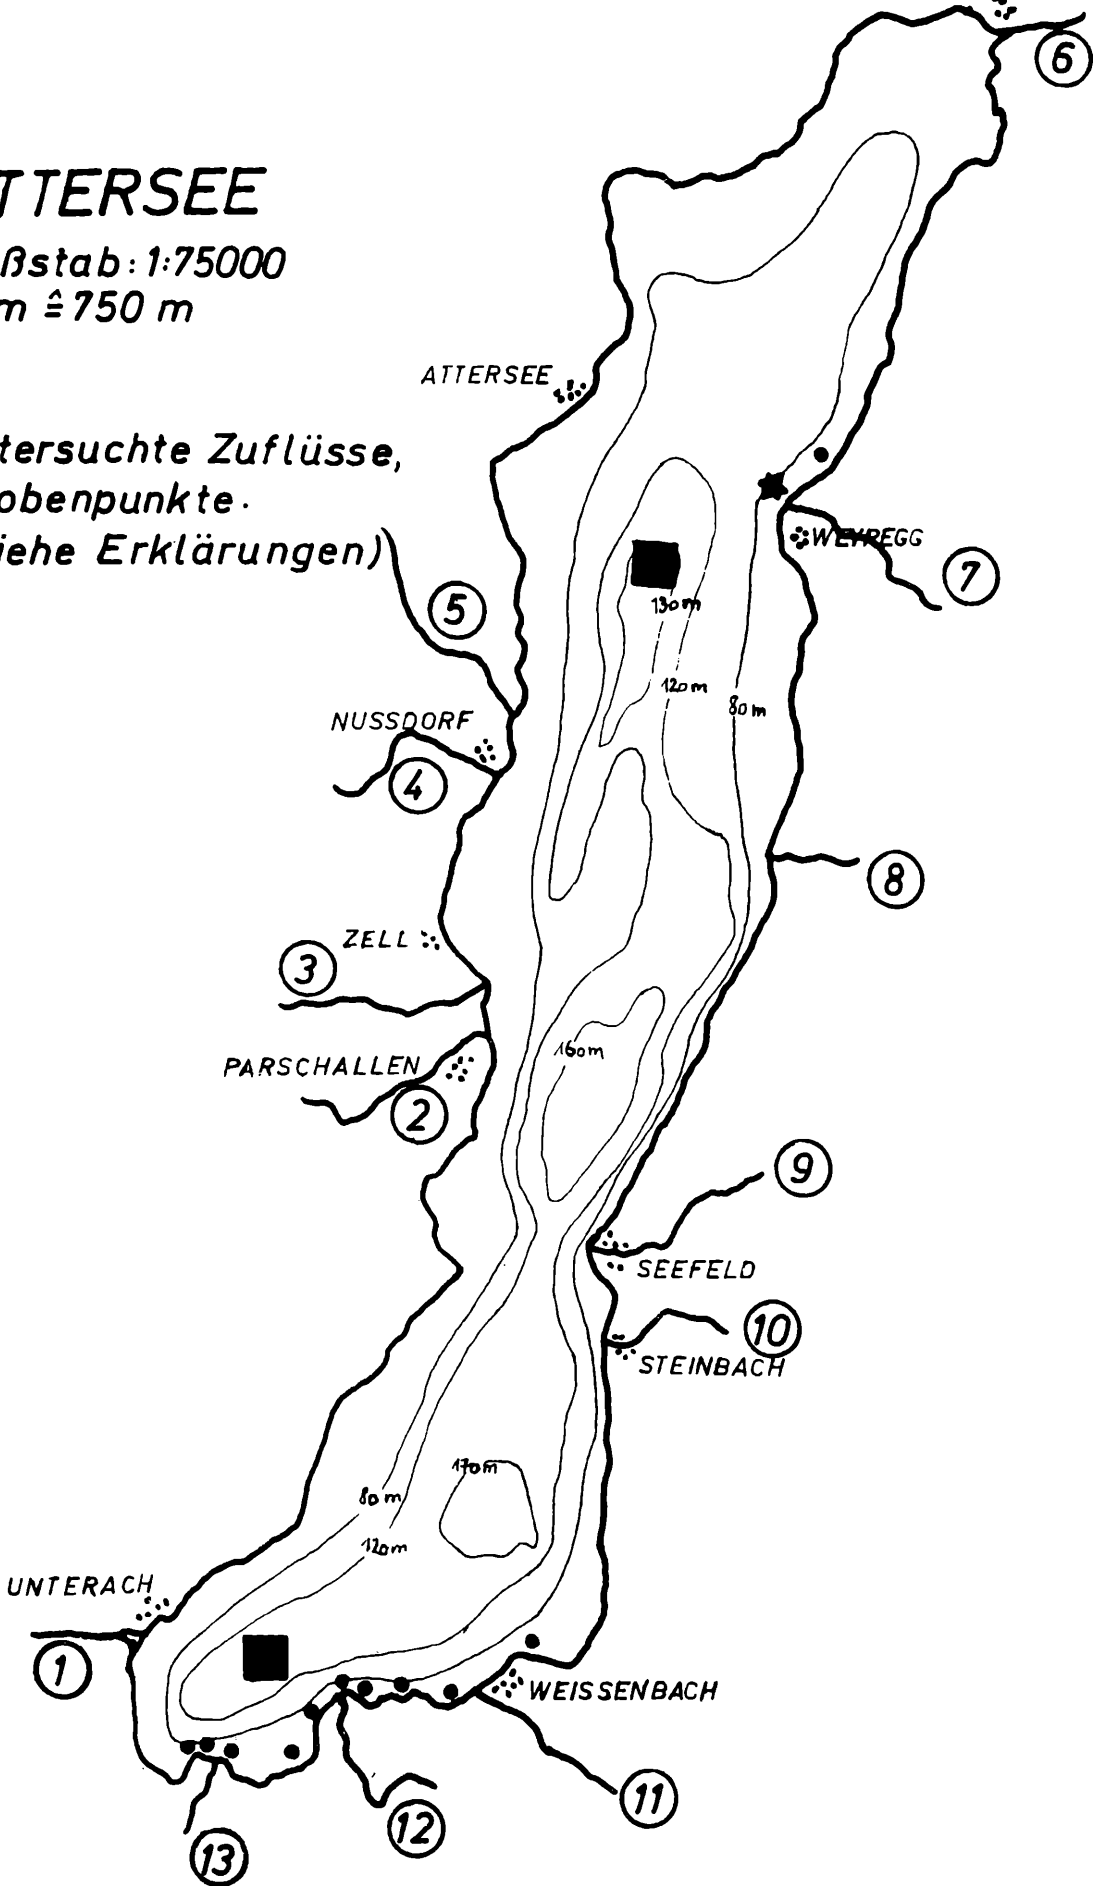 TTERSEE
ßstab: 1:75000
m ≙ 750 m
ATTERSEE
tersuchte Zuflüsse,
obenpunkte.
iehe Erklärungen)
6
WEYREGG
7
5
130m
120m
80m
NUSSDORF
4
8
ZELL
3
160m
PARSCHALLEN
2
9
SEEFELD
10
STEINBACH
170m
80m
120m
UNTERACH
1
WEISSENBACH
11
12
13